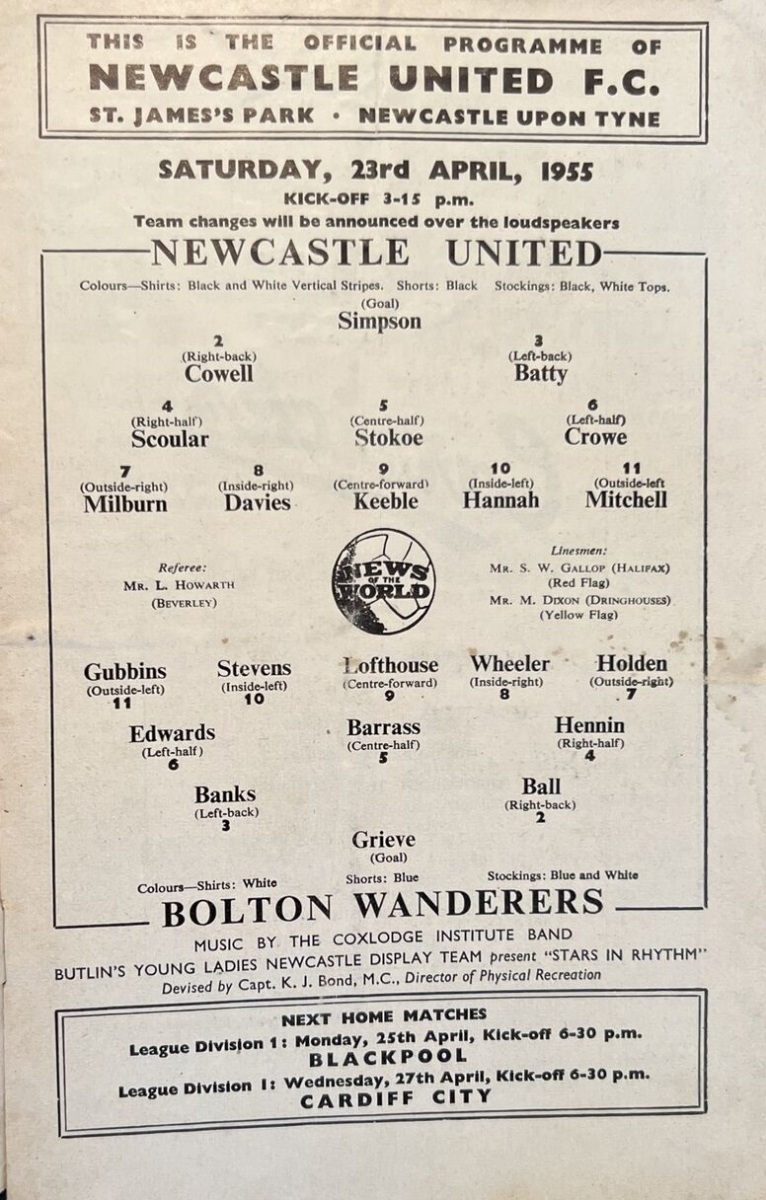 THIS IS THE OFFICIAL PROGRAMME OF
NEWCASTLE UNITED F.C.
ST. JAMES'S PARK · NEWCASTLE UPON TYNE
SATURDAY, 23rd APRIL, 1955
KICK-OFF 3-15 p.m.
Team changes will be announced over the loudspeakers
NEWCASTLE UNITED
Colours—Shirts: Black and White Vertical Stripes. Shorts: Black Stockings: Black, White Tops.
(Goal)
Simpson
2 3
(Right-back) (Left-back)
Cowell Batty
4 5 6
(Right-half) (Centre-half) (Left-half)
Scoular Stokoe Crowe
7 8 9 10 11
(Outside-right) (Inside-right) (Centre-forward) (Inside-left) (Outside-left
Milburn Davies Keeble Hannah Mitchell
Referee:
MR. L. HOWARTH
(BEVERLEY)
NEWS
OF THE
WORLD
Linesmen:
MR. S. W. GALLOP (HALIFAX)
(Red Flag)
MR. M. DIXON (DRINGHOUSES)
(Yellow Flag)
Gubbins Stevens Lofthouse Wheeler Holden
(Outside-left) (Inside-left) (Centre-forward) (Inside-right) (Outside-right)
11 10 9 8 7
Edwards Barrass Hennin
(Left-half) (Centre-half) (Right-half)
6 5 4
Banks Ball
(Left-back) (Right-back)
3 2
Grieve
(Goal)
Colours—Shirts: White Shorts: Blue Stockings: Blue and White
BOLTON WANDERERS
MUSIC BY THE COXLODGE INSTITUTE BAND
BUTLIN'S YOUNG LADIES NEWCASTLE DISPLAY TEAM present "STARS IN RHYTHM"
Devised by Capt. K. J. Bond, M.C., Director of Physical Recreation
NEXT HOME MATCHES
League Division 1: Monday, 25th April, Kick-off 6-30 p.m.
BLACKPOOL
League Division 1: Wednesday, 27th April, Kick-off 6-30 p.m.
CARDIFF CITY